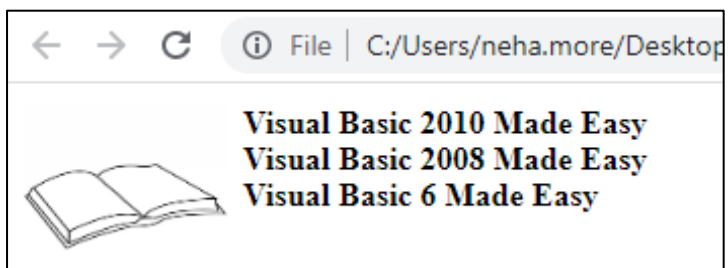 File | C:/Users/neha.more/Desktop
Visual Basic 2010 Made Easy
Visual Basic 2008 Made Easy
Visual Basic 6 Made Easy